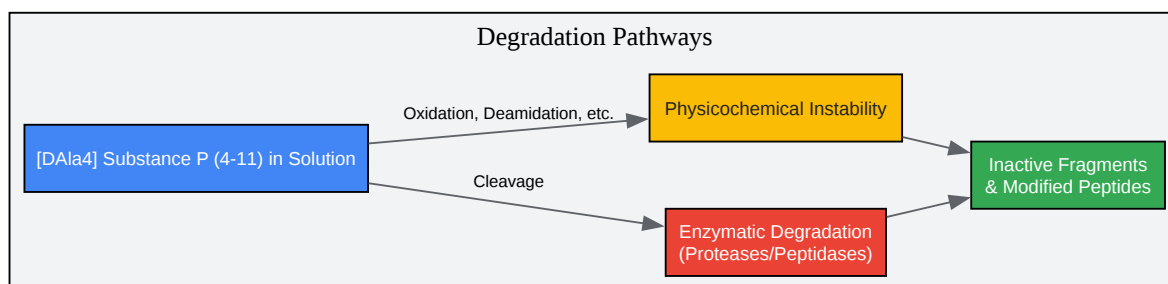 Degradation Pathways
Oxidation, Deamidation, etc.
Physicochemical Instability
[DAla4] Substance P (4-11) in Solution
Cleavage
Enzymatic Degradation
(Proteases/Peptidases)
Inactive Fragments
& Modified Peptides